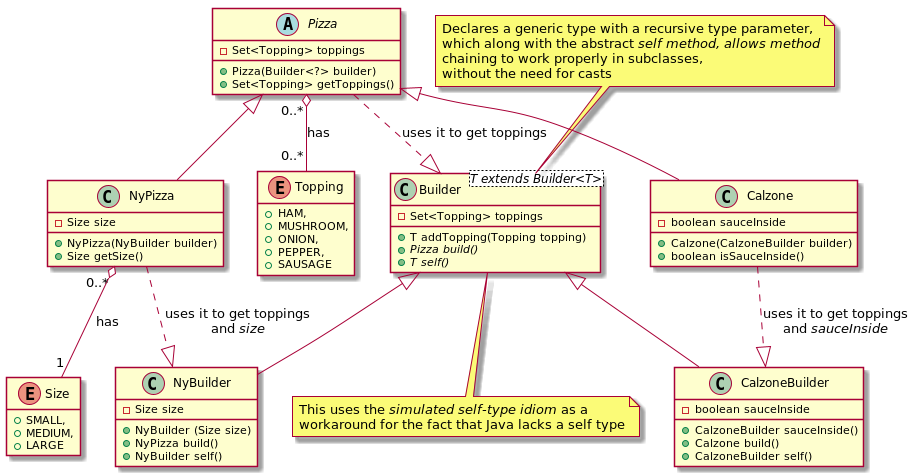 A Pizza
Set<Topping> toppings
Pizza(Builder<?> builder)
Set<Topping> getToppings()
Declares a generic type with a recursive type parameter,
which along with the abstract self method, allows method
chaining to work properly in subclasses,
without the need for casts
0..*
has
0..*
uses it to get toppings
C NyPizza
Size size
NyPizza(NyBuilder builder)
Size getSize()
E Topping
HAM,
MUSHROOM,
ONION,
PEPPER,
SAUSAGE
C Builder
T extends Builder<T>
Set<Topping> toppings
T addTopping(Topping topping)
Pizza build()
T self()
C Calzone
boolean sauceInside
Calzone(CalzoneBuilder builder)
boolean isSauceInside()
0..*
has
1
uses it to get toppings
and size
uses it to get toppings
and sauceInside
E Size
SMALL,
MEDIUM,
LARGE
C NyBuilder
Size size
NyBuilder (Size size)
NyPizza build()
NyBuilder self()
This uses the simulated self-type idiom as a
workaround for the fact that Java lacks a self type
C CalzoneBuilder
boolean sauceInside
CalzoneBuilder sauceInside()
Calzone build()
CalzoneBuilder self()